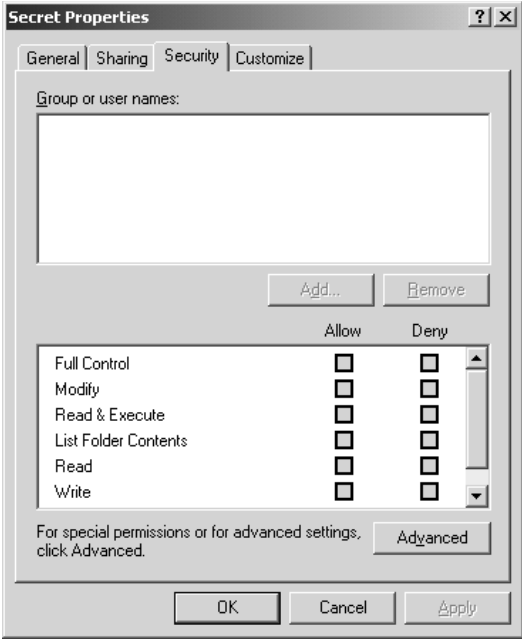 Secret Properties
General Sharing Security Customize
Group or user names:
Add... Remove
Allow Deny
Full Control
Modify
Read & Execute
List Folder Contents
Read
Write
For special permissions or for advanced settings, Advanced
click Advanced.
OK Cancel Apply